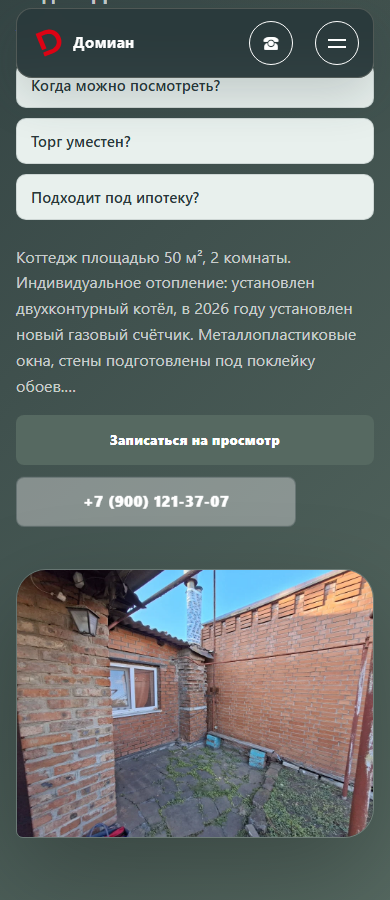 Домиан
Когда можно посмотреть?
Торг уместен?
Подходит под ипотеку?
Коттедж площадью 50 м², 2 комнаты.
Индивидуальное отопление: установлен
двухконтурный котёл, в 2026 году установлен
новый газовый счётчик. Металлопластиковые
окна, стены подготовлены под поклейку
обоев....
Записаться на просмотр
+7 (900) 121-37-07